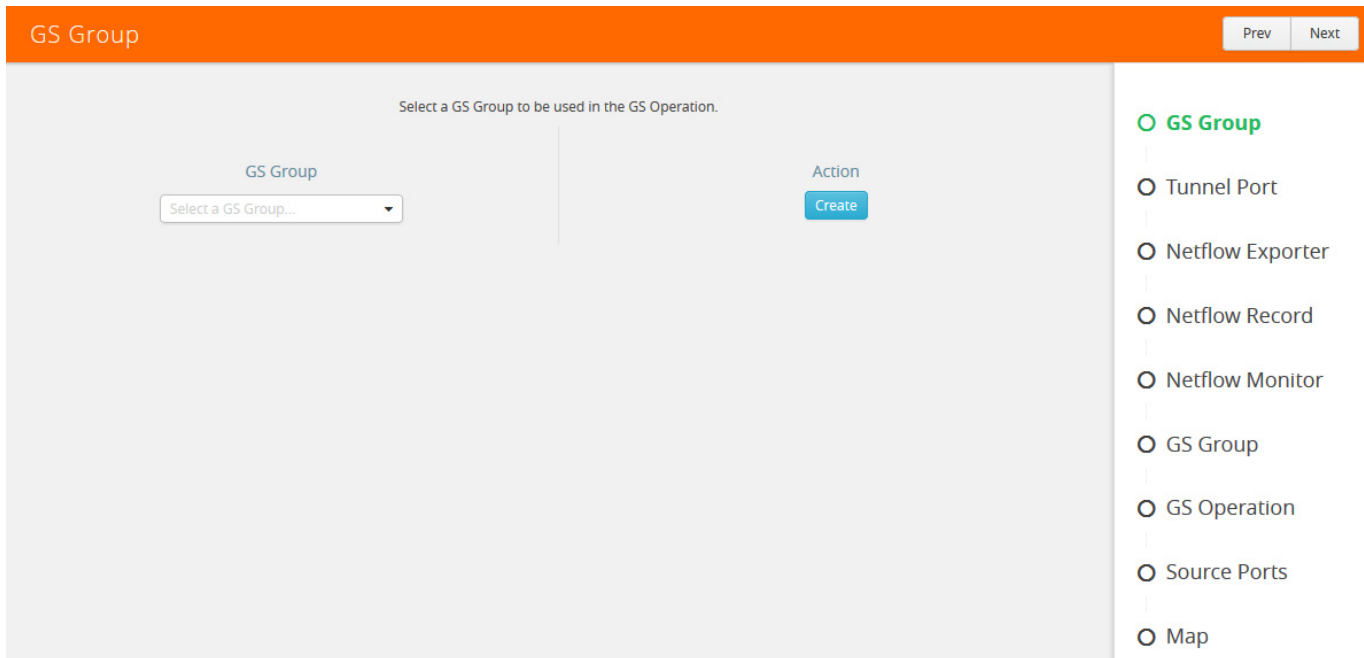 GS Group
Prev Next
Select a GS Group to be used in the GS Operation.
GS Group
Select a GS Group...
Action
Create
GS Group
Tunnel Port
Netflow Exporter
Netflow Record
Netflow Monitor
GS Group
GS Operation
Source Ports
Map